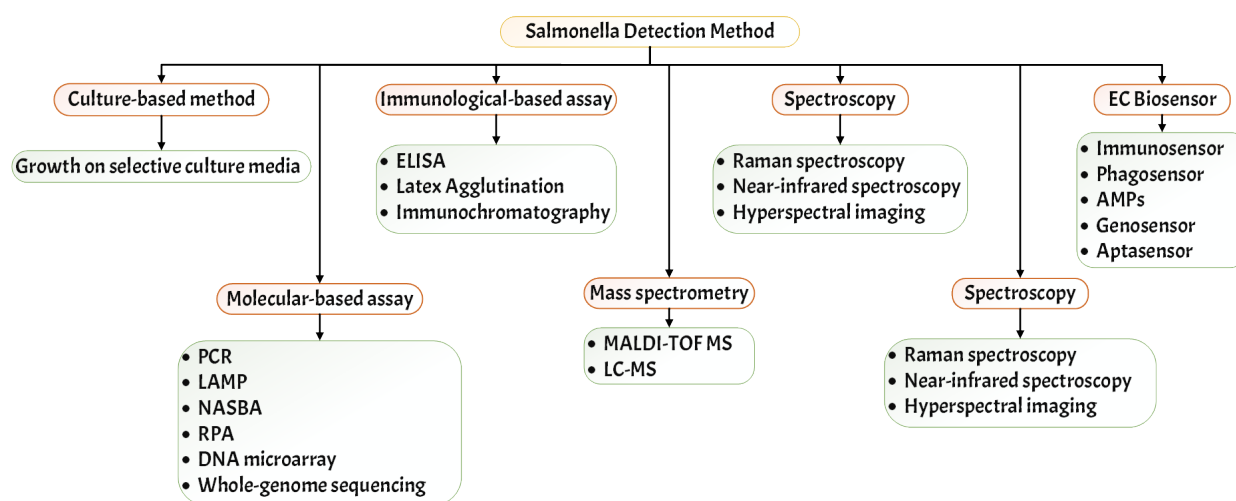 Salmonella Detection Method
Culture-based method
Growth on selective culture media
Immunological-based assay
• ELISA
• Latex Agglutination
• Immunochromatography
Spectroscopy
• Raman spectroscopy
• Near-infrared spectroscopy
• Hyperspectral imaging
EC Biosensor
• Immunosensor
• Phagosensor
• AMPs
• Genosensor
• Aptasensor
Molecular-based assay
• PCR
• LAMP
• NASBA
• RPA
• DNA microarray
• Whole-genome sequencing
Mass spectrometry
• MALDI-TOF MS
• LC-MS
Spectroscopy
• Raman spectroscopy
• Near-infrared spectroscopy
• Hyperspectral imaging